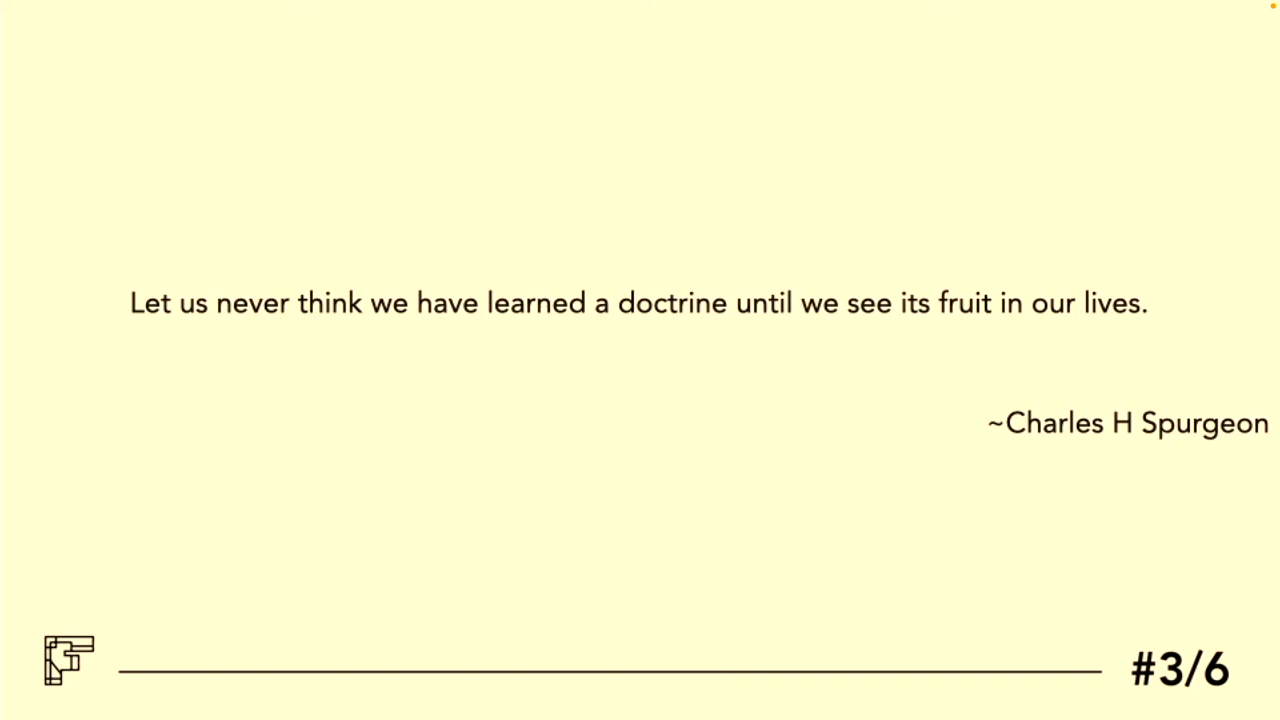 Let us never think we have learned a doctrine until we see its fruit in our lives.
~Charles H Spurgeon
#3/6